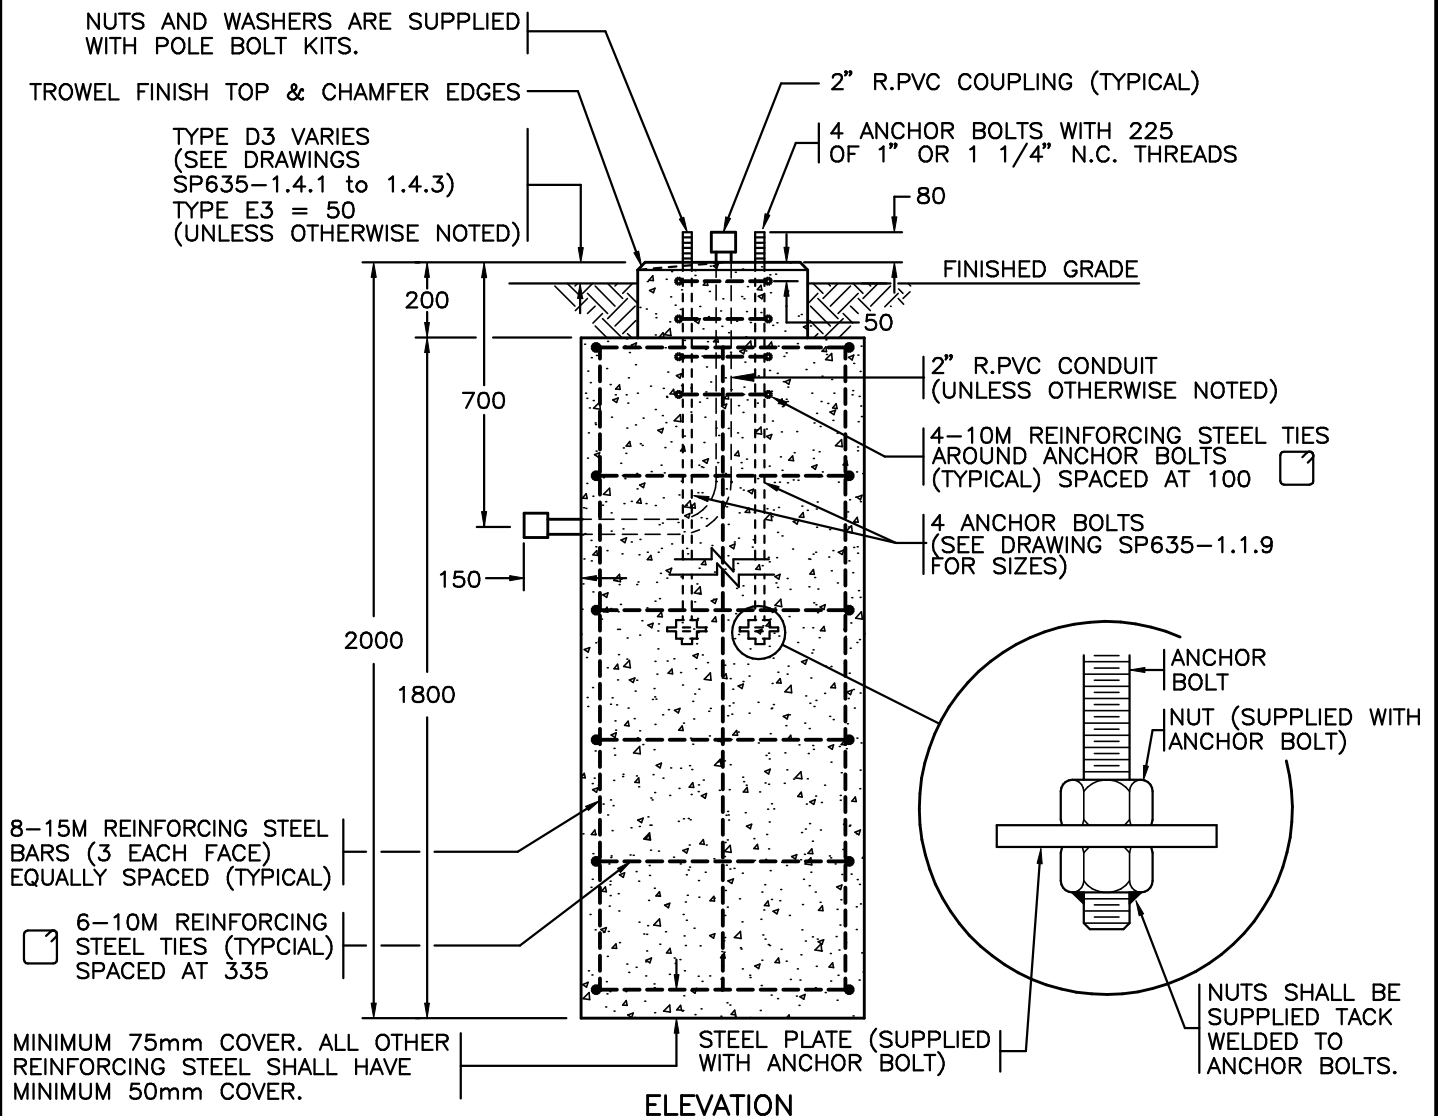 NUTS AND WASHERS ARE SUPPLIED
WITH POLE BOLT KITS.
TROWEL FINISH TOP & CHAMFER EDGES
TYPE D3 VARIES
(SEE DRAWINGS
SP635-1.4.1 to 1.4.3)
TYPE E3 = 50
(UNLESS OTHERWISE NOTED)
2" R.PVC COUPLING (TYPICAL)
4 ANCHOR BOLTS WITH 225
OF 1" OR 1 1/4" N.C. THREADS
80
FINISHED GRADE
200
50
700
2" R.PVC CONDUIT
(UNLESS OTHERWISE NOTED)
4-10M REINFORCING STEEL TIES
AROUND ANCHOR BOLTS
(TYPICAL) SPACED AT 100
4 ANCHOR BOLTS
(SEE DRAWING SP635-1.1.9
FOR SIZES)
150
2000
1800
ANCHOR
BOLT
NUT (SUPPLIED WITH
ANCHOR BOLT)
8-15M REINFORCING STEEL
BARS (3 EACH FACE)
EQUALLY SPACED (TYPICAL)
6-10M REINFORCING
STEEL TIES (TYPCIAL)
SPACED AT 335
MINIMUM 75mm COVER. ALL OTHER
REINFORCING STEEL SHALL HAVE
MINIMUM 50mm COVER.
STEEL PLATE (SUPPLIED
WITH ANCHOR BOLT)
NUTS SHALL BE
SUPPLIED TACK
WELDED TO
ANCHOR BOLTS.
ELEVATION